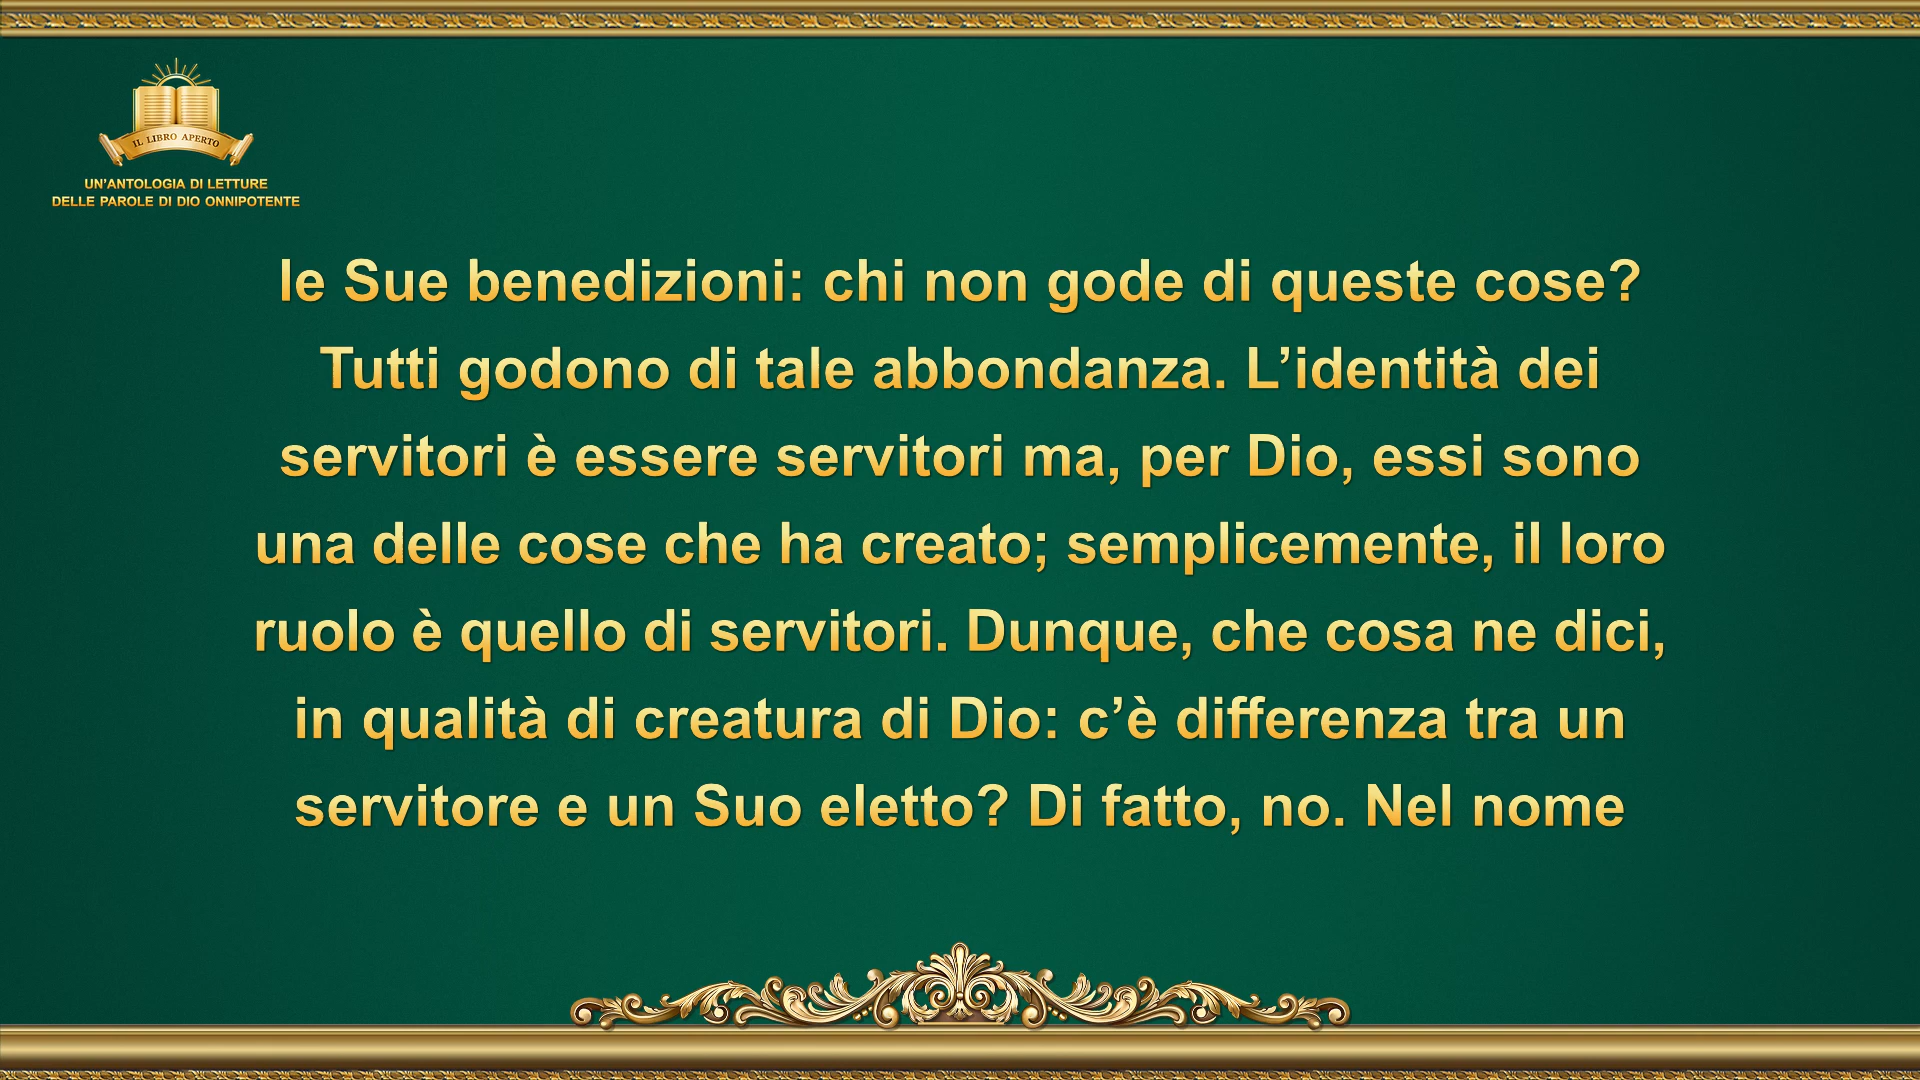 IL LIBRO APERTO
UN’ANTOLOGIA DI LETTURE
DELLE PAROLE DI DIO ONNIPOTENTE
le Sue benedizioni: chi non gode di queste cose?
Tutti godono di tale abbondanza. L’identità dei
servitori è essere servitori ma, per Dio, essi sono
una delle cose che ha creato; semplicemente, il loro
ruolo è quello di servitori. Dunque, che cosa ne dici,
in qualità di creatura di Dio: c’è differenza tra un
servitore e un Suo eletto? Di fatto, no. Nel nome